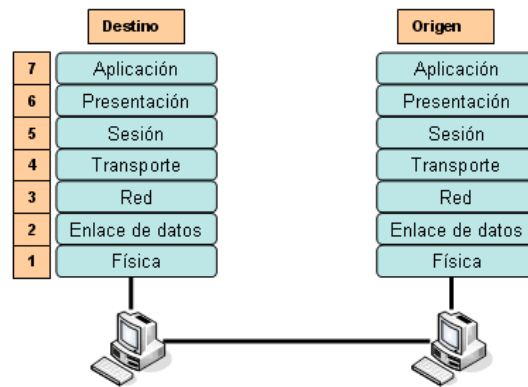 Destino
Origen
7 Aplicación Aplicación
6 Presentación Presentación
5 Sesión Sesión
4 Transporte Transporte
3 Red Red
2 Enlace de datos Enlace de datos
1 Física Física